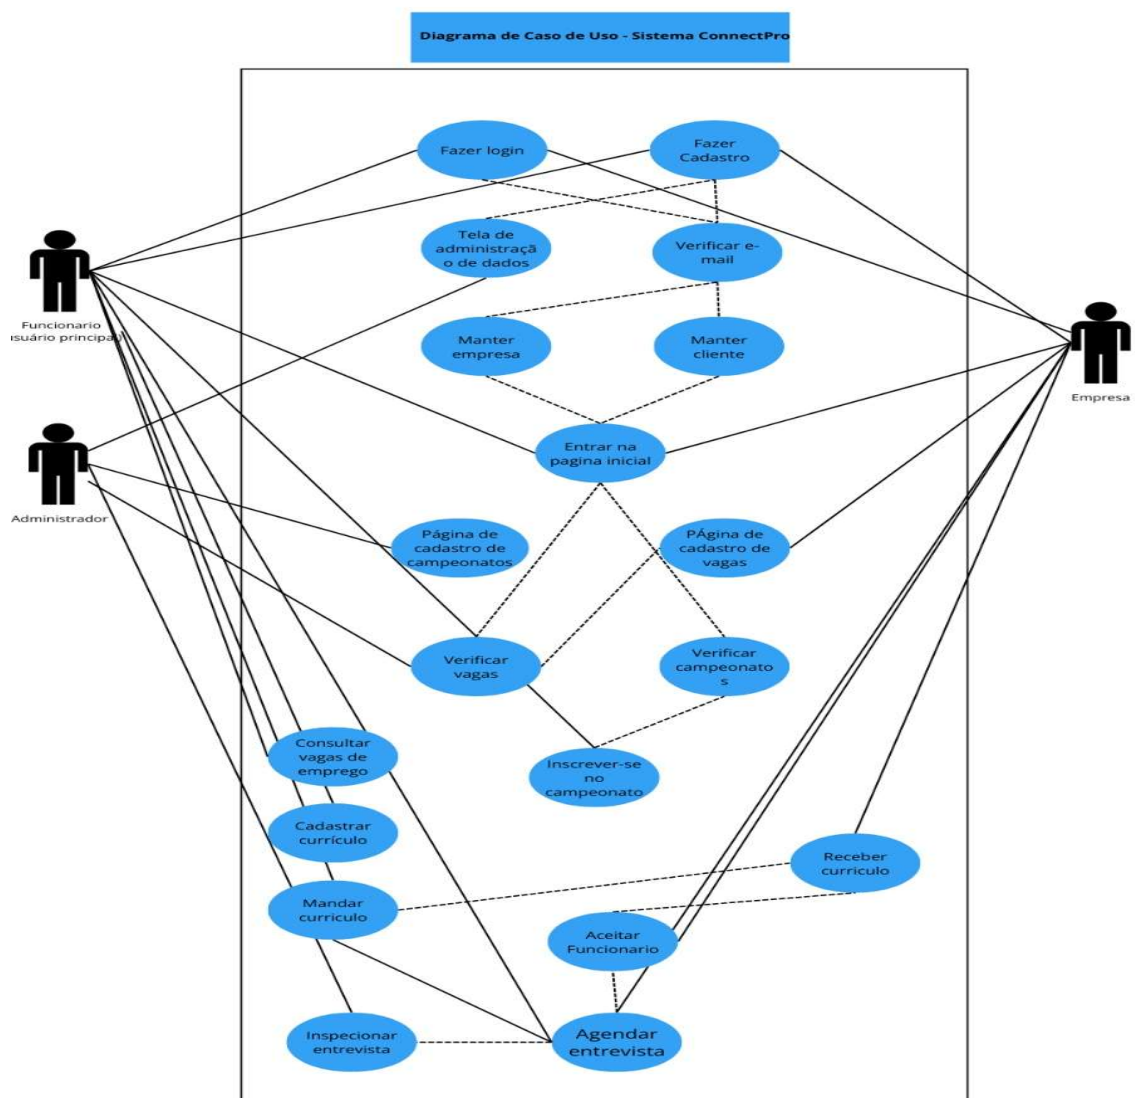 Diagrama de Caso de Uso - Sistema ConnectPro
Fazer login
Fazer
Cadastro
Tela de
administraçã
o de dados
Verificar e-
mail
Funcionario
usuário principal)
Manter
empresa
Manter
cliente
Empresa
Entrar na
pagina inicial
Administrador
Página de
cadastro de
campeonatos
PÁgina de
cadastro de
vagas
Verificar
vagas
Verificar
campeonato
s
Consultar
vagas de
emprego
Inscrever-se
no
campeonato
Cadastrar
currículo
Receber
curriculo
Mandar
curriculo
Aceitar
Funcionario
Inspecionar
entrevista
Agendar
entrevista